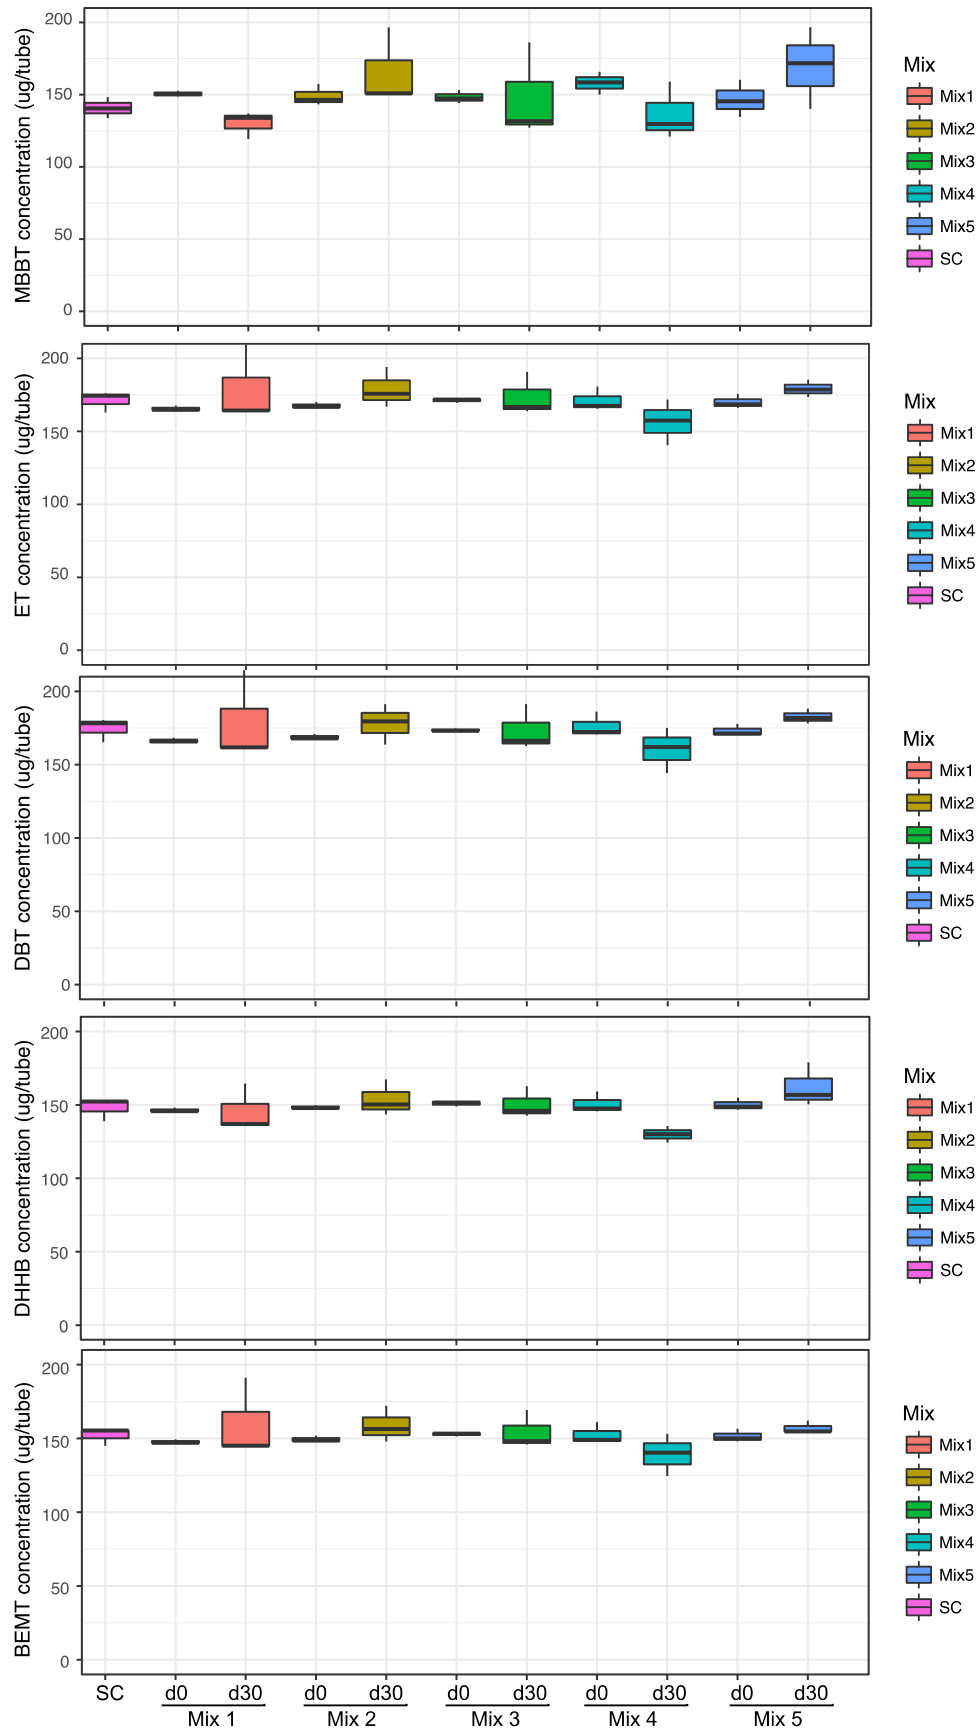 MBBT concentration (ug/tube)
200
150
100
50
0
Mix
Mix1
Mix2
Mix3
Mix4
Mix5
SC
ET concentration (ug/tube)
200
150
100
50
0
Mix
Mix1
Mix2
Mix3
Mix4
Mix5
SC
DBT concentration (ug/tube)
200
150
100
50
0
Mix
Mix1
Mix2
Mix3
Mix4
Mix5
SC
DHHB concentration (ug/tube)
200
150
100
50
0
Mix
Mix1
Mix2
Mix3
Mix4
Mix5
SC
BEMT concentration (ug/tube)
200
150
100
50
0
Mix
Mix1
Mix2
Mix3
Mix4
Mix5
SC
SC d0 d30 d0 d30 d0 d30 d0 d30 d0 d30
Mix 1 Mix 2 Mix 3 Mix 4 Mix 5